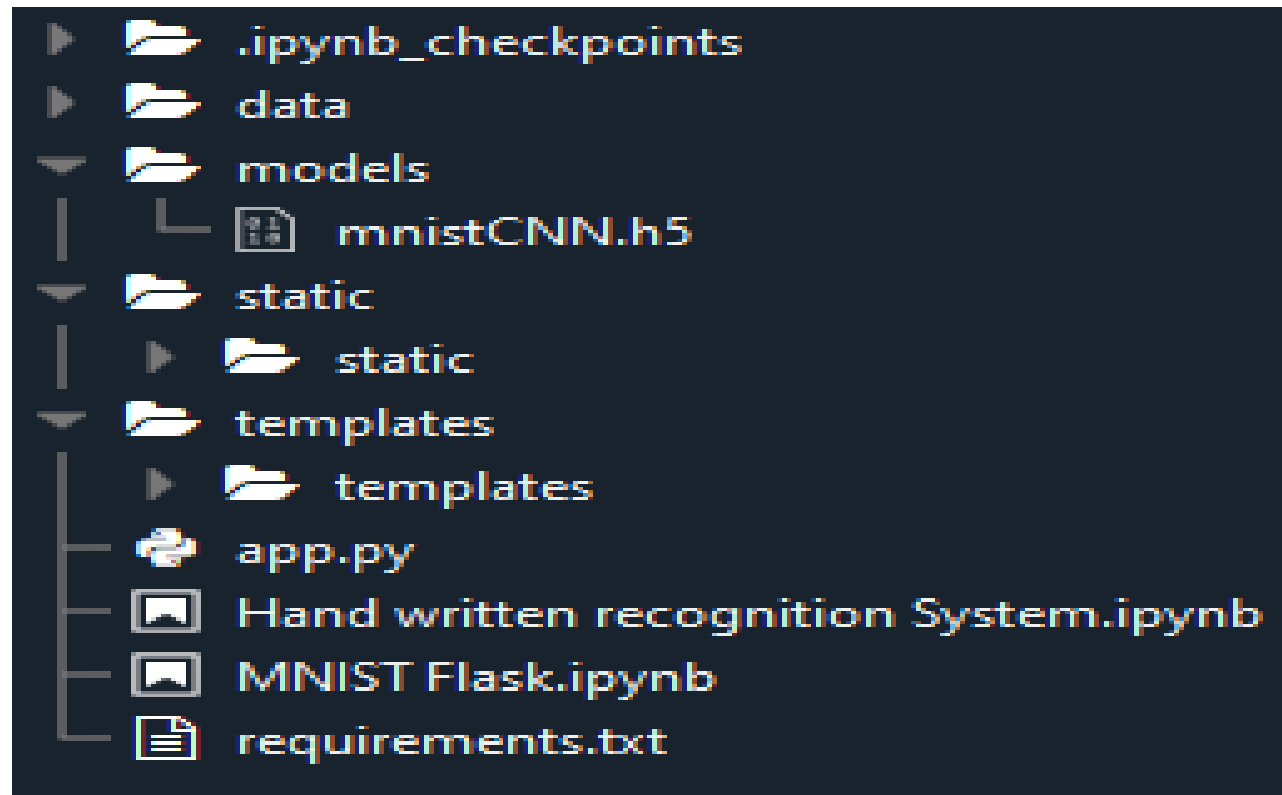 .ipynb_checkpoints
data
models
mnistCNN.h5
static
static
templates
templates
app.py
Hand written recognition System.ipynb
MNIST Flask.ipynb
requirements.txt